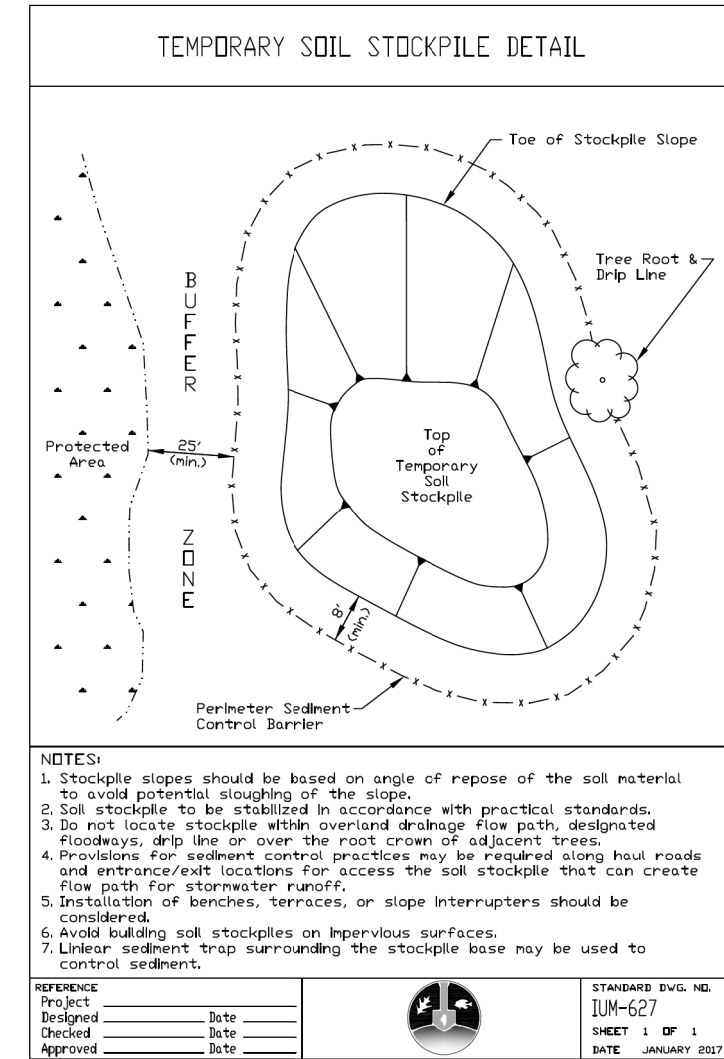 TEMPORARY SOIL STOCKPILE DETAIL
Toe of Stockpile Slope
Tree Root &
Drip Line
BUFFER
Protected
Area
25'
(min.)
Top
of
Temporary
Soil
Stockpile
ZONE
8'
(min.)
Perimeter Sediment
Control Barrier
NOTES:
1. Stockpile slopes should be based on angle of repose of the soil material
to avoid potential sloughing of the slope.
2. Soil stockpile to be stabilized in accordance with practical standards.
3. Do not locate stockpile within overland drainage flow path, designated
floodways, drip line or over the root crown of adjacent trees.
4. Provisions for sediment control practices may be required along haul roads
and entrance/exit locations for access the soil stockpile that can create
flow path for stormwater runoff.
5. Installation of benches, terraces, or slope interrupters should be
considered.
6. Avoid building soil stockpiles on impervious surfaces.
7. Liniear sediment trap surrounding the stockpile base may be used to
control sediment.
REFERENCE
Project
Designed Date
Checked Date
Approved Date
STANDARD DWG. NO.
IUM-627
SHEET 1 OF 1
DATE JANUARY 2017